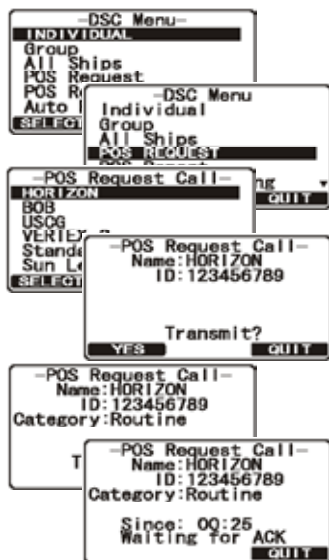 -DSC Menu-
INDIVIDUAL
Group
All Ships
POS Request
POS
Auto
SELECT
-DSC Menu
Individual
Group
All Ships
POS REQUEST
QUIT
-POS Request Call-
HORIZON
BOB
USCG
VERTEX
SELECT
-POS Request Call-
Name:HORIZON
ID:123456789
Transmit?
YES QUIT
-POS Request Call-
Name:HORIZON
ID:123456789
Category:Routine
T
-POS Request Call-
Name:HORIZON
ID:123456789
Category:Routine
Since: 00:25
Waiting for ACK
QUIT